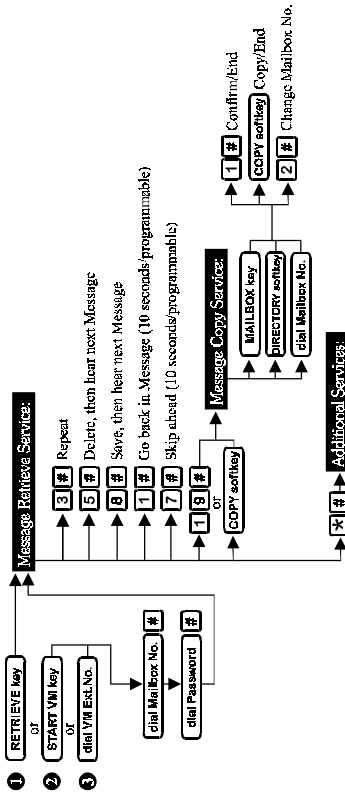 ❶ RETRIEVE key
or
❷ START VM key
or
❸ dial VM Ext.No.
dial Mailbox No. #
dial Password #
Message Retrieve Service:
3 # Repeat
5 # Delete, then hear next Message
8 # Save, then hear next Message
1 # Go back in Message (10 seconds/programmable)
7 # Skip ahead (10 seconds/programmable)
1 9 #
or
COPY softkey
Message Copy Service:
MAILBOX key
DIRECTORY softkey
dial Mailbox No.
1 # Confirm/End
COPY softkey Copy/End
2 # Change Mailbox No.
* # Additional Services: